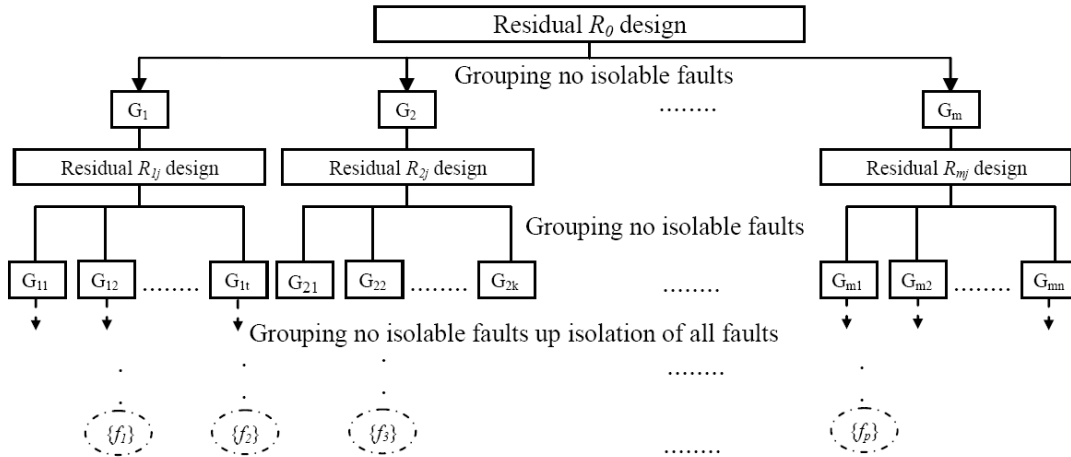 Residual R₀ design
Grouping no isolable faults
G₁ G₂ ........ Gₘ
Residual R₁ⱼ design Residual R₂ⱼ design Residual Rₘⱼ design
Grouping no isolable faults
G₁₁ G₁₂ ........ G₁ₜ G₂₁ G₂₂ ........ G₂ₖ ........ Gₘ₁ Gₘ₂ ........ Gₘₙ
Grouping no isolable faults up isolation of all faults
........
{f₁} {f₂} {f₃} ........ {fₚ}